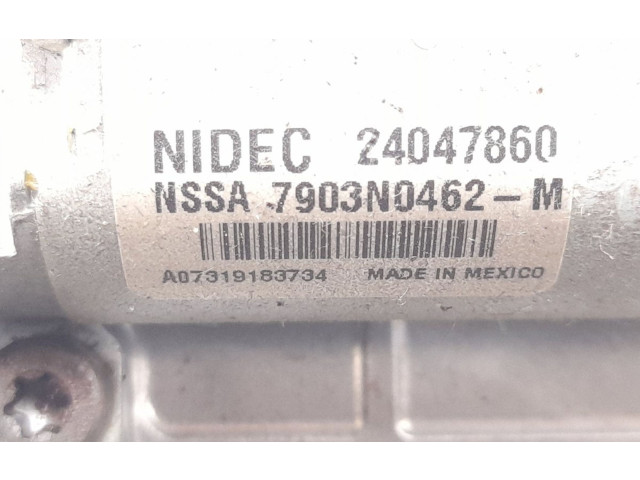 NIDEC 24047860
NSSA 7903N0462-M
A07319183734 MADE IN MEXICO